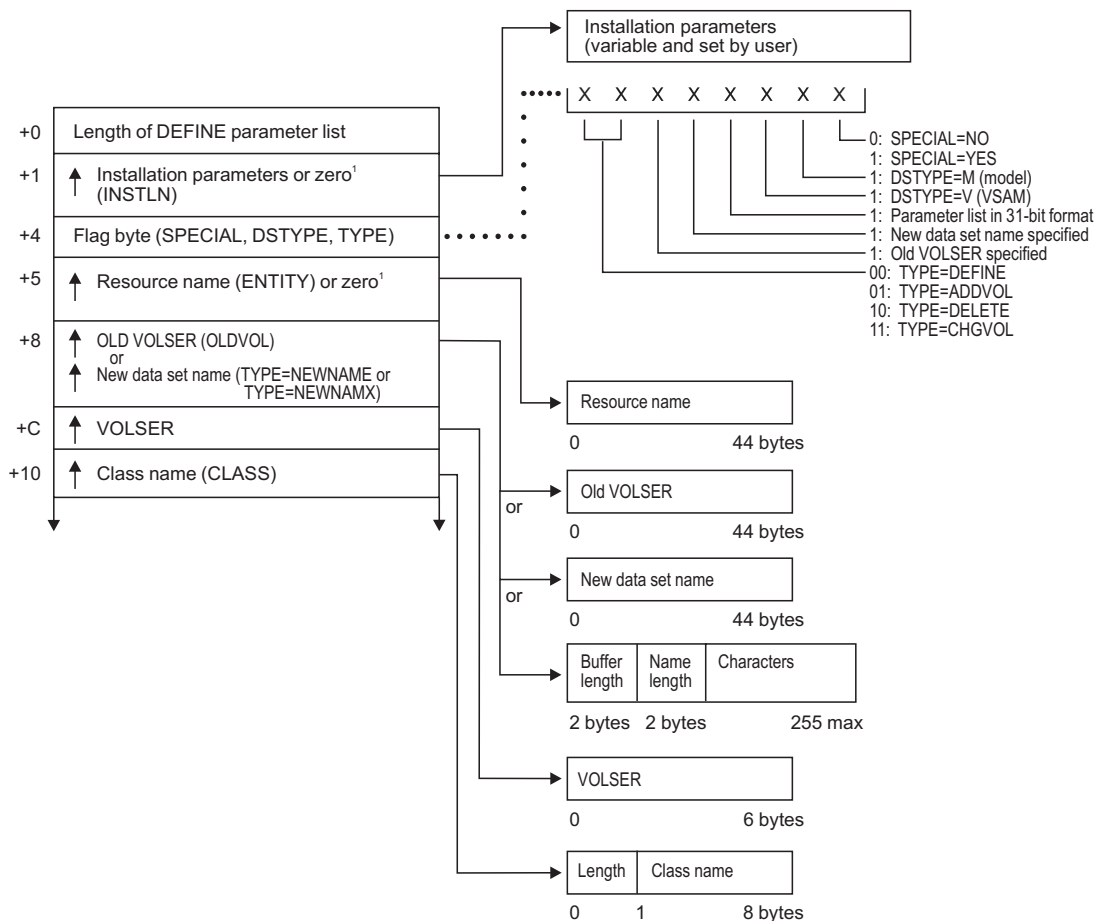 Installation parameters
(variable and set by user)
X X X X X X X X
0: SPECIAL=NO
1: SPECIAL=YES
1: DSTYPE=M (model)
1: DSTYPE=V (VSAM)
1: Parameter list in 31-bit format
1: New data set name specified
1: Old VOLSER specified
00: TYPE=DEFINE
01: TYPE=ADDVOL
10: TYPE=DELETE
11: TYPE=CHGVOL
+0 Length of DEFINE parameter list
+1 Installation parameters or zero¹
(INSTLN)
+4 Flag byte (SPECIAL, DSTYPE, TYPE)
+5 Resource name (ENTITY) or zero¹
+8 OLD VOLSER (OLDVOL)
or
New data set name (TYPE=NEWNAME or
TYPE=NEWNAMX)
+C VOLSER
+10 Class name (CLASS)
Resource name
0 44 bytes
or
Old VOLSER
0 44 bytes
or
New data set name
0 44 bytes
Buffer length Name length Characters
2 bytes 2 bytes 255 max
VOLSER
0 6 bytes
Length Class name
0 1 8 bytes